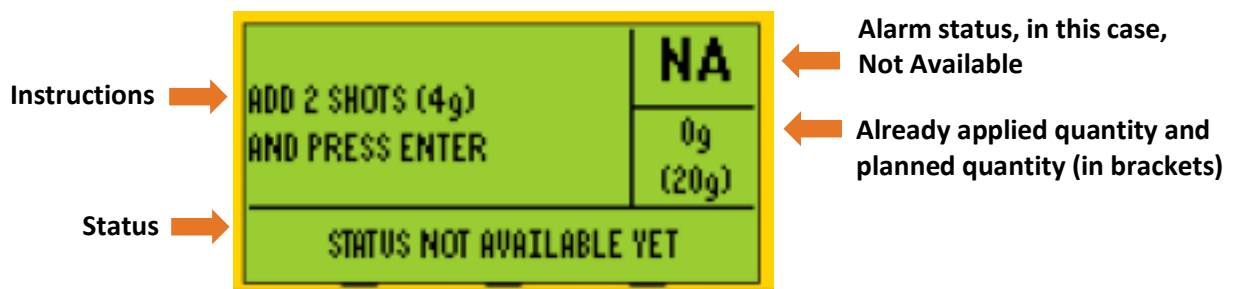 Instructions
ADD 2 SHOTS (4g)
AND PRESS ENTER
Status
STATUS NOT AVAILABLE YET
NA
0g
(20g)
Alarm status, in this case,
Not Available
Already applied quantity and
planned quantity (in brackets)